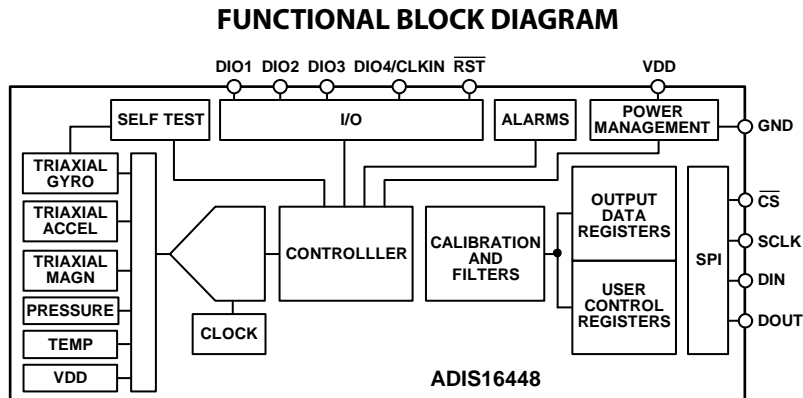 FUNCTIONAL BLOCK DIAGRAM
DIO1 DIO2 DIO3 DIO4/CLKIN RST VDD
SELF TEST
I/O
ALARMS
POWER
MANAGEMENT
GND
TRIAXIAL
GYRO
TRIAXIAL
ACCEL
TRIAXIAL
MAGN
PRESSURE
TEMP
VDD
CLOCK
CONTROLLLER
CALIBRATION
AND
FILTERS
OUTPUT
DATA
REGISTERS
USER
CONTROL
REGISTERS
SPI
CS
SCLK
DIN
DOUT
ADIS16448